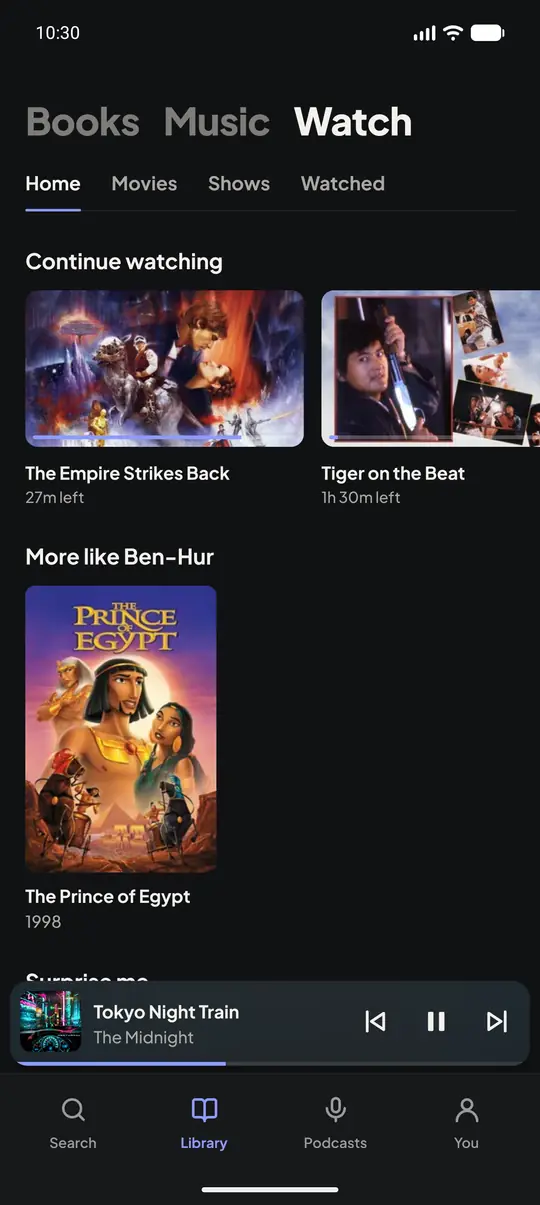 10:30
Books Music Watch
Home Movies Shows Watched
Continue watching
The Empire Strikes Back
27m left
Tiger on the Beat
1h 30m left
More like Ben-Hur
THE
PRINCE
OF
EGYPT
The Prince of Egypt
1998
Surprise me
Tokyo Night Train
The Midnight
Search Library Podcasts You